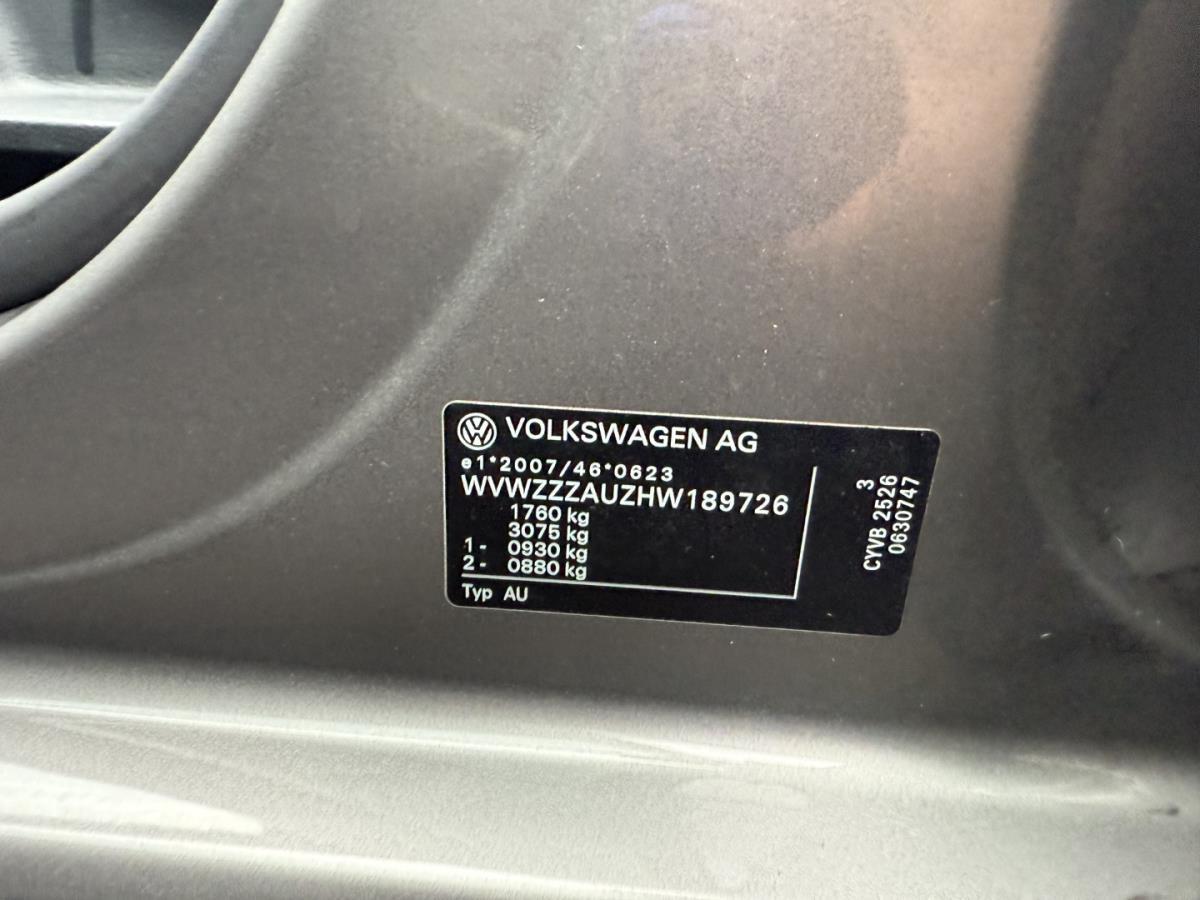 VOLKSWAGEN AG
e1*2007/46*0623
WVWZZZAUZHW189726
1760 kg
3075 kg
1- 0930 kg
2- 0880 kg
Typ AU
3
CYVB 2526
0630747